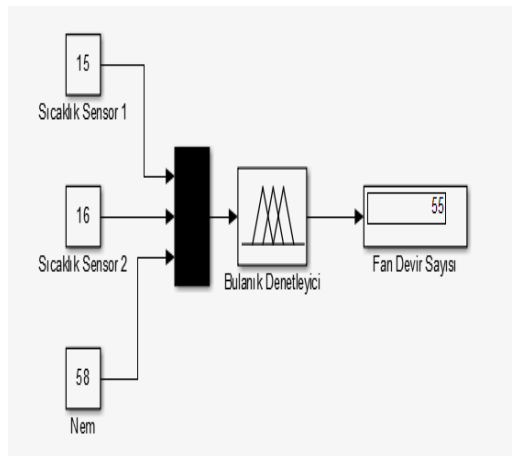 15
Sıcaklık Sensor 1
16
Sıcaklık Sensor 2
58
Nem
Bulanık Denetleyici
55
Fan Devir Sayısı